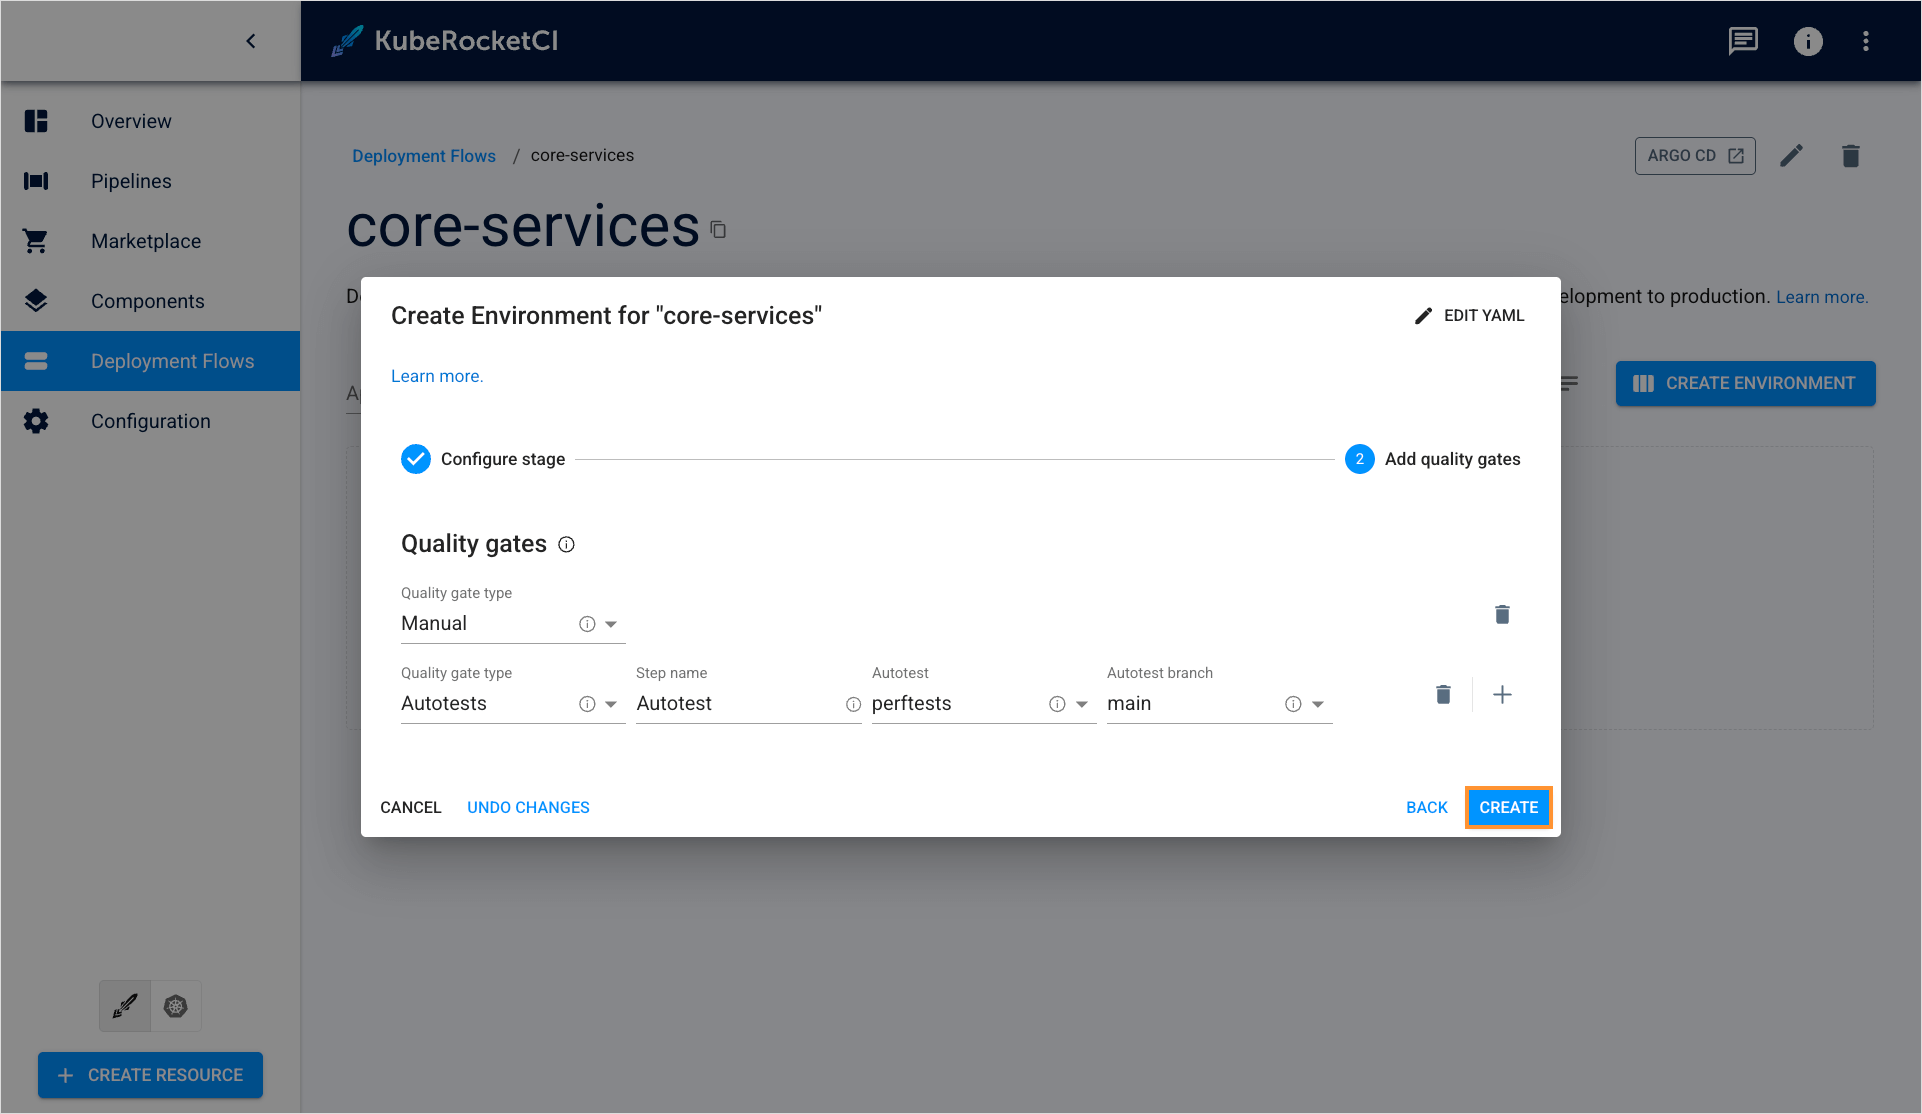 KubeRocketCI
Overview
Pipelines
Marketplace
Components
Deployment Flows
Configuration
CREATE RESOURCE
Deployment Flows / core-services
ARGO CD
core-services
elopment to production. Learn more.
CREATE ENVIRONMENT
Create Environment for "core-services"
EDIT YAML
Learn more.
Configure stage
2 Add quality gates
Quality gates
Quality gate type
Manual
Quality gate type Step name Autotest Autotest branch
Autotests Autotest perftests main
CANCEL UNDO CHANGES BACK CREATE